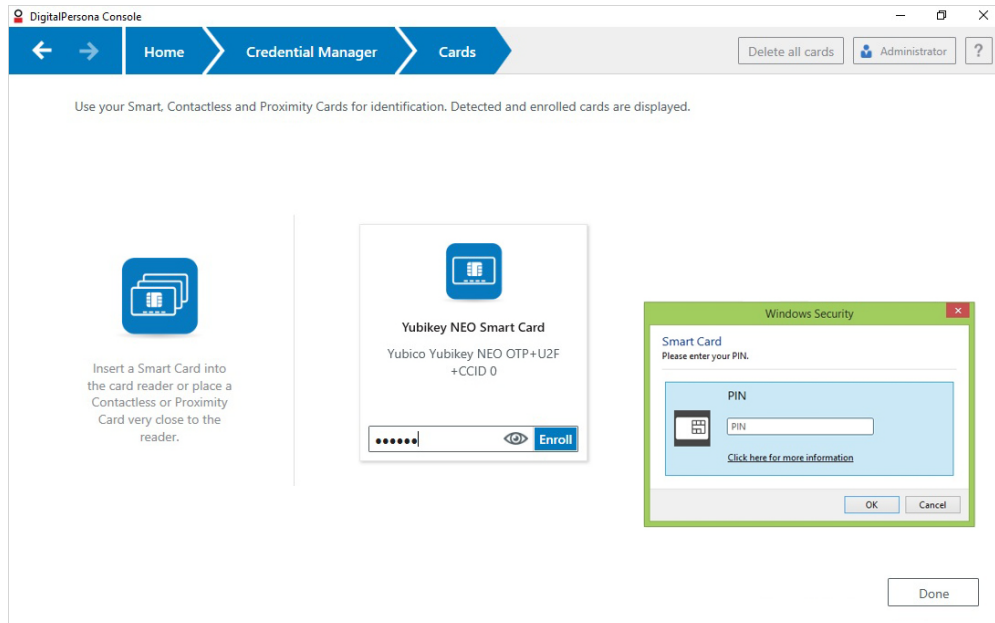 DigitalPersona Console
Home
Credential Manager
Cards
Delete all cards
Administrator
?
Use your Smart, Contactless and Proximity Cards for identification. Detected and enrolled cards are displayed.
Insert a Smart Card into
the card reader or place a
Contactless or Proximity
Card very close to the
reader.
Yubikey NEO Smart Card
Yubico Yubikey NEO OTP+U2F
+CCID 0
••••••
Enroll
Windows Security
Smart Card
Please enter your PIN.
PIN
PIN
Click here for more information
OK
Cancel
Done